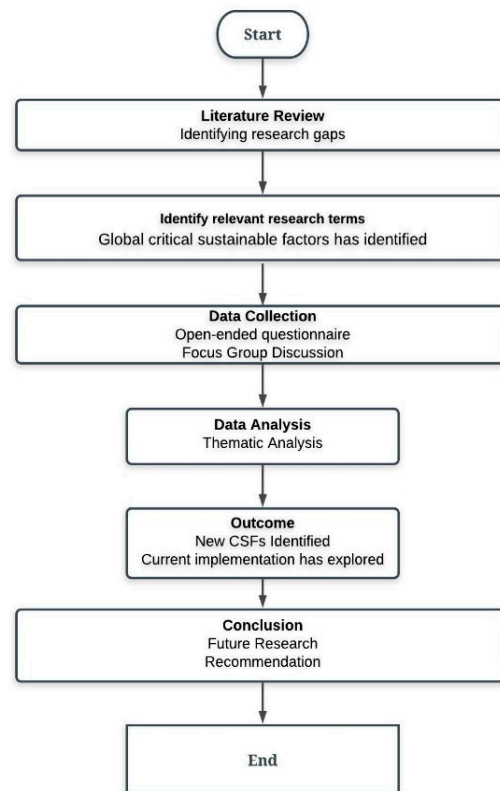 Start
Literature Review
Identifying research gaps
Identify relevant research terms
Global critical sustainable factors has identified
Data Collection
Open-ended questionnaire
Focus Group Discussion
Data Analysis
Thematic Analysis
Outcome
New CSFs Identified
Current implementation has explored
Conclusion
Future Research
Recommendation
End